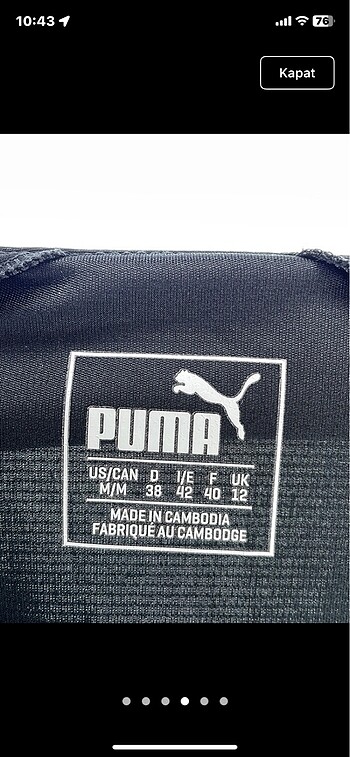 10:43
76
Kapat
PUMA
US/CAN D I/E F UK
M/M 38 42 40 12
MADE IN CAMBODIA
FABRIQUÉ AU CAMBODGE